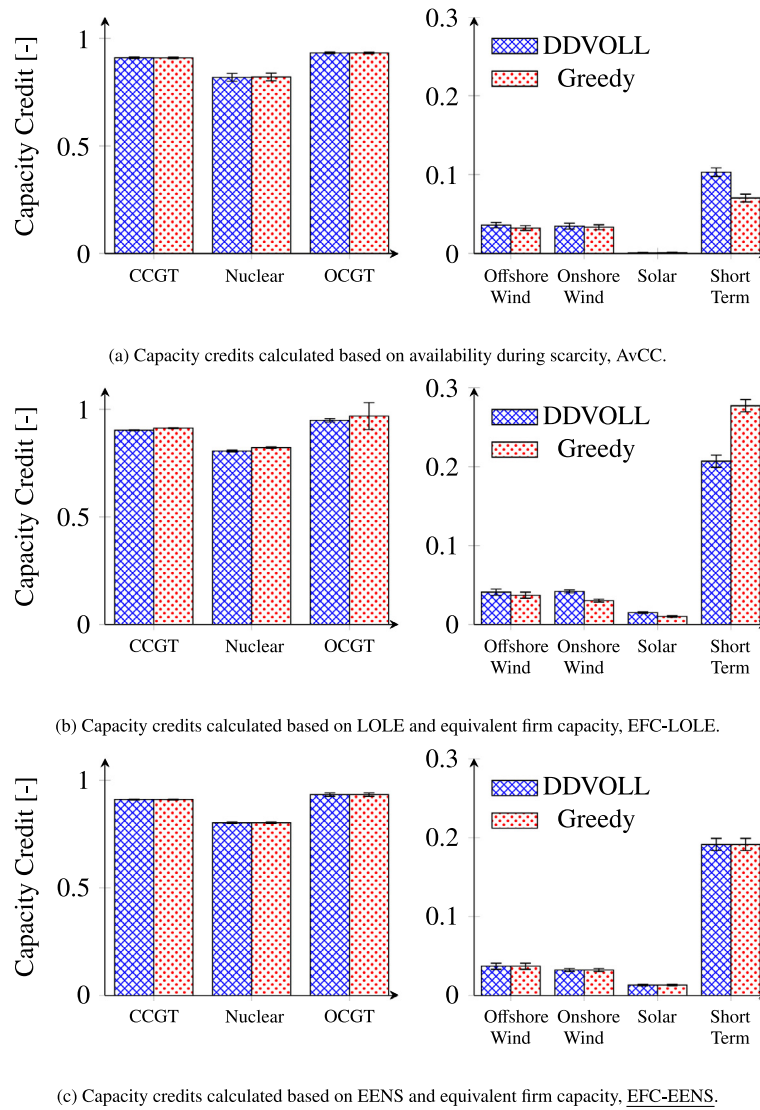 Capacity Credit [-]
1
0.5
0
CCGT
Nuclear
OCGT
0.3
0.2
0.1
0
DDVOLL
Greedy
Offshore
Wind
Onshore
Wind
Solar
Short
Term
(a) Capacity credits calculated based on availability during scarcity, AvCC.
Capacity Credit [-]
1
0.5
0
CCGT
Nuclear
OCGT
0.3
0.2
0.1
0
DDVOLL
Greedy
Offshore
Wind
Onshore
Wind
Solar
Short
Term
(b) Capacity credits calculated based on LOLE and equivalent firm capacity, EFC-LOLE.
Capacity Credit [-]
1
0.5
0
CCGT
Nuclear
OCGT
0.3
0.2
0.1
0
DDVOLL
Greedy
Offshore
Wind
Onshore
Wind
Solar
Short
Term
(c) Capacity credits calculated based on EENS and equivalent firm capacity, EFC-EENS.